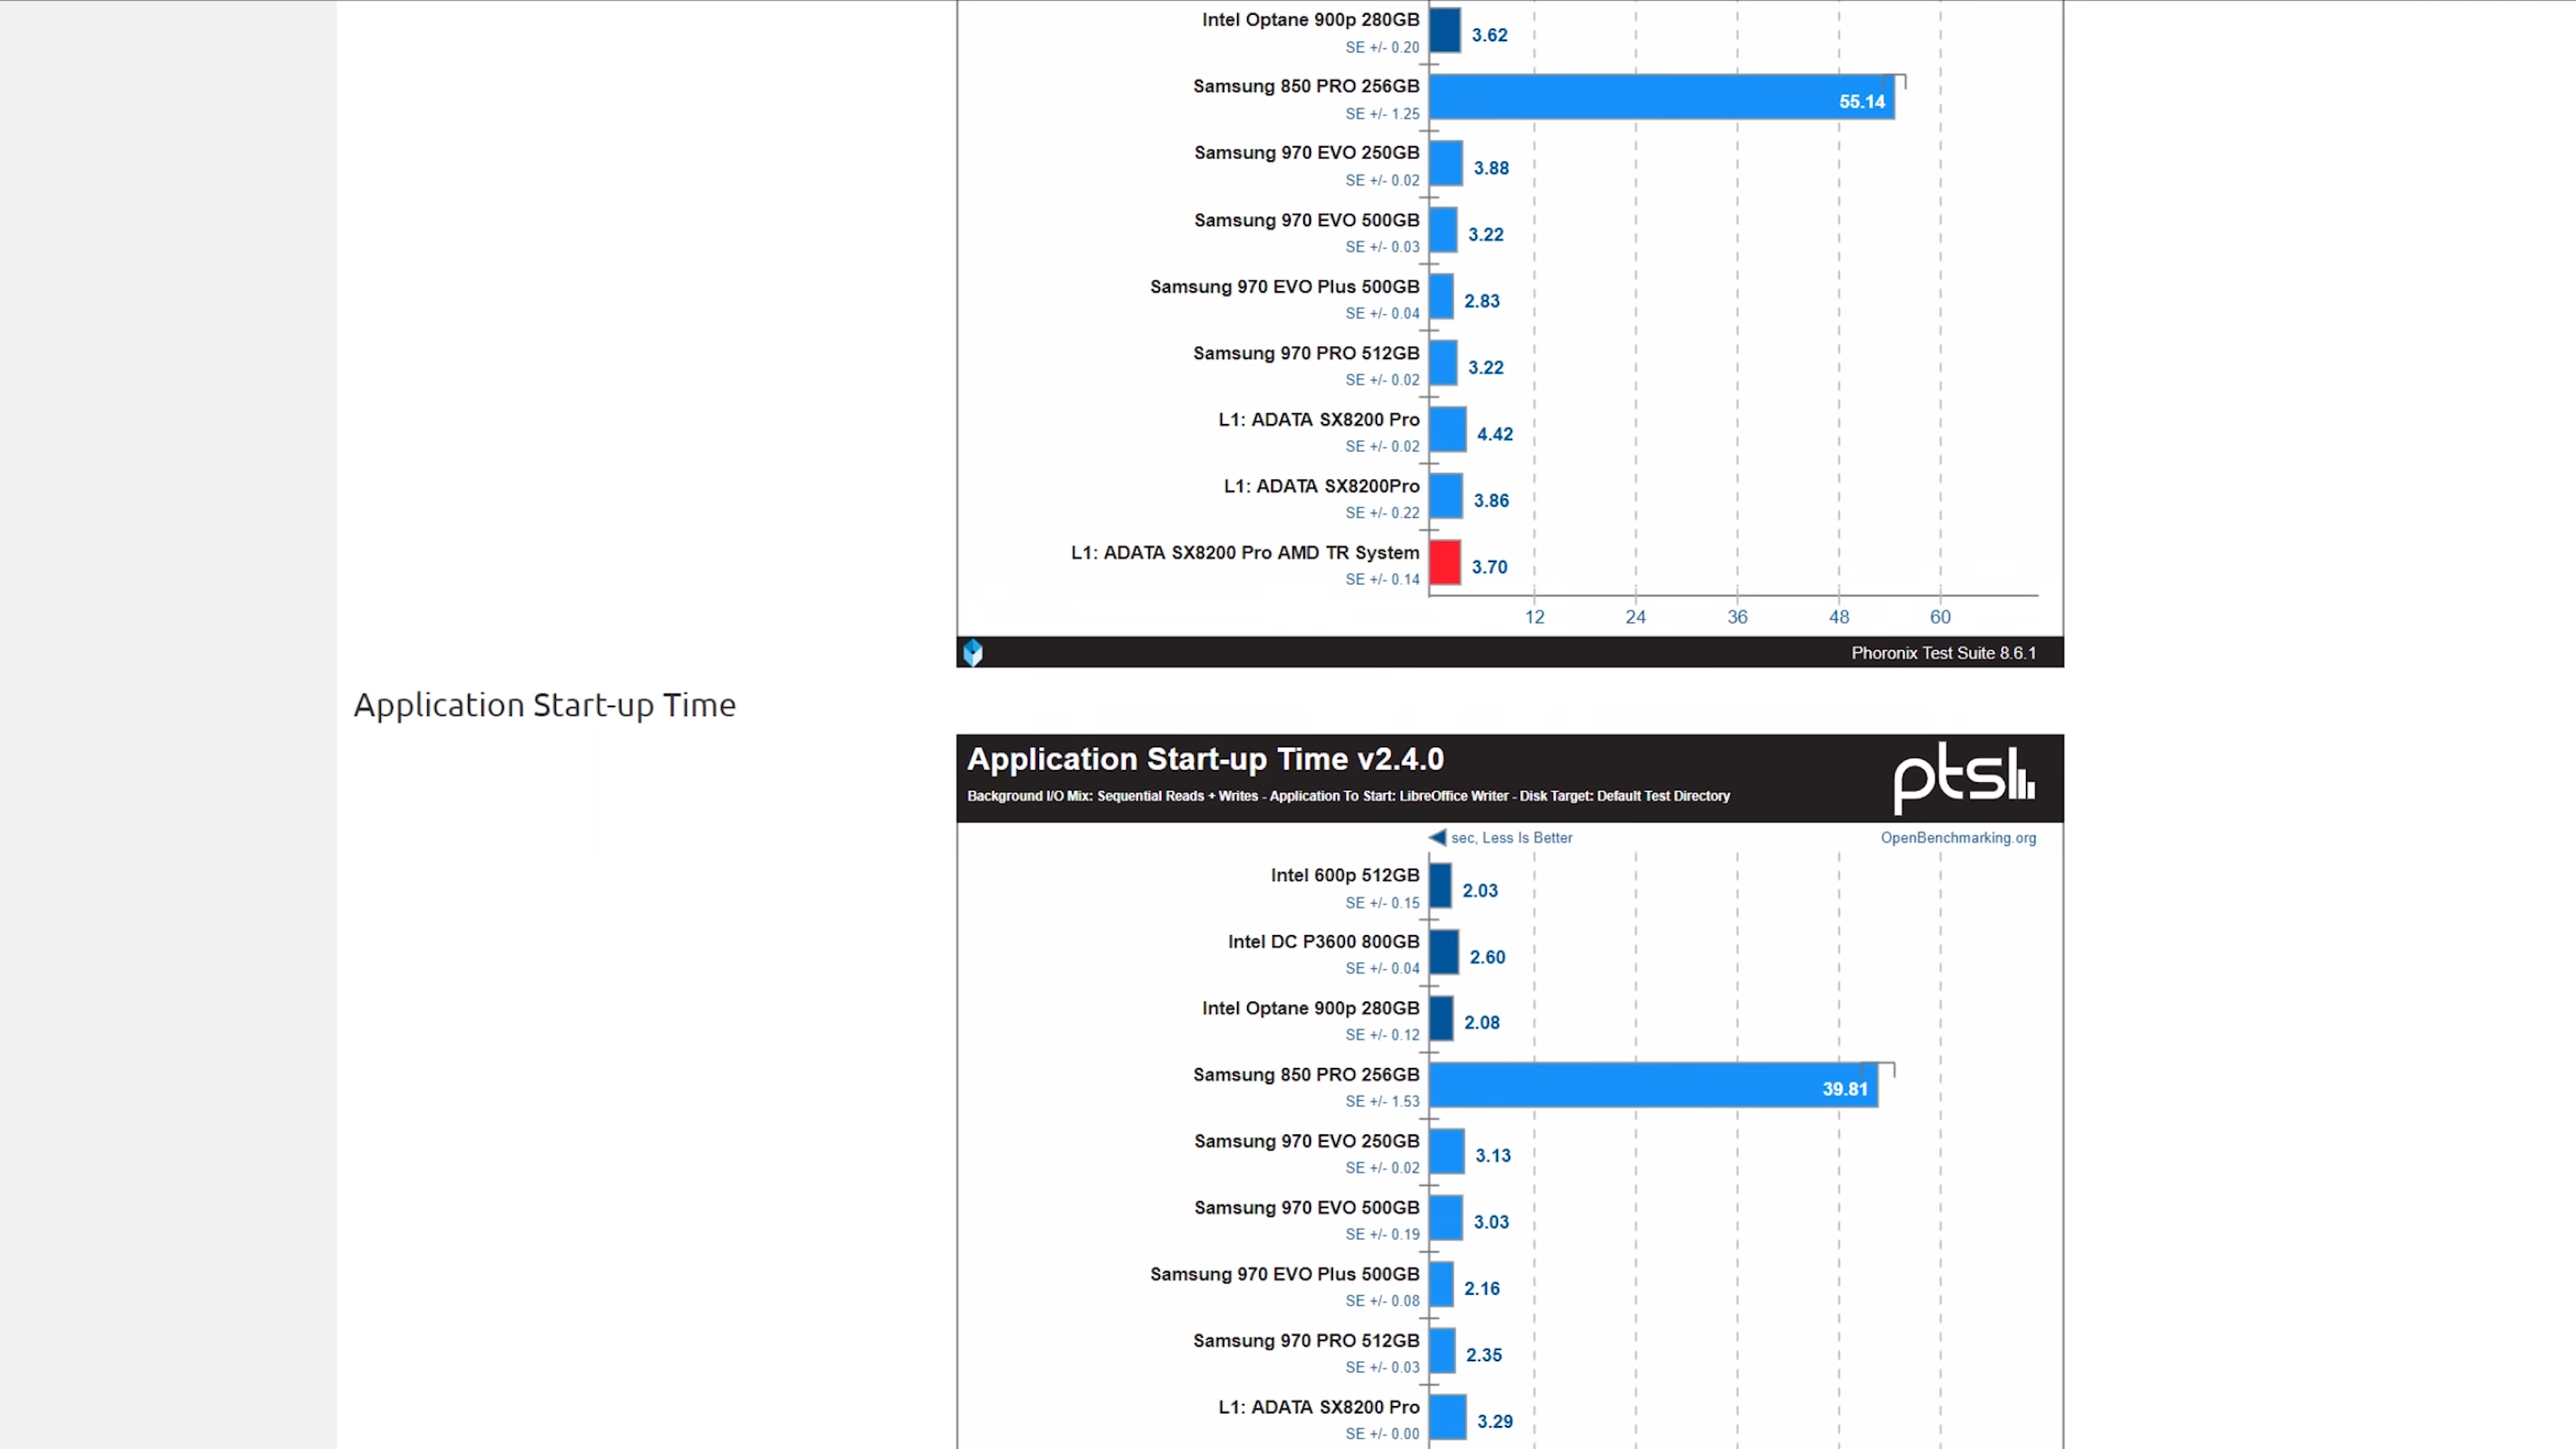 Intel Optane 900p 280GB
SE +/- 0.20
3.62
Samsung 850 PRO 256GB
SE +/- 1.25
55.14
Samsung 970 EVO 250GB
SE +/- 0.02
3.88
Samsung 970 EVO 500GB
SE +/- 0.03
3.22
Samsung 970 EVO Plus 500GB
SE +/- 0.04
2.83
Samsung 970 PRO 512GB
SE +/- 0.02
3.22
L1: ADATA SX8200 Pro
SE +/- 0.02
4.42
L1: ADATA SX8200Pro
SE +/- 0.22
3.86
L1: ADATA SX8200 Pro AMD TR System
SE +/- 0.14
3.70
12 24 36 48 60
Phoronix Test Suite 8.6.1
Application Start-up Time
Application Start-up Time v2.4.0
ptsl
Background I/O Mix: Sequential Reads + Writes - Application To Start: LibreOffice Writer - Disk Target: Default Test Directory
sec, Less Is Better
OpenBenchmarking.org
Intel 600p 512GB
SE +/- 0.15
2.03
Intel DC P3600 800GB
SE +/- 0.04
2.60
Intel Optane 900p 280GB
SE +/- 0.12
2.08
Samsung 850 PRO 256GB
SE +/- 1.53
39.81
Samsung 970 EVO 250GB
SE +/- 0.02
3.13
Samsung 970 EVO 500GB
SE +/- 0.19
3.03
Samsung 970 EVO Plus 500GB
SE +/- 0.08
2.16
Samsung 970 PRO 512GB
SE +/- 0.03
2.35
L1: ADATA SX8200 Pro
SE +/- 0.00
3.29